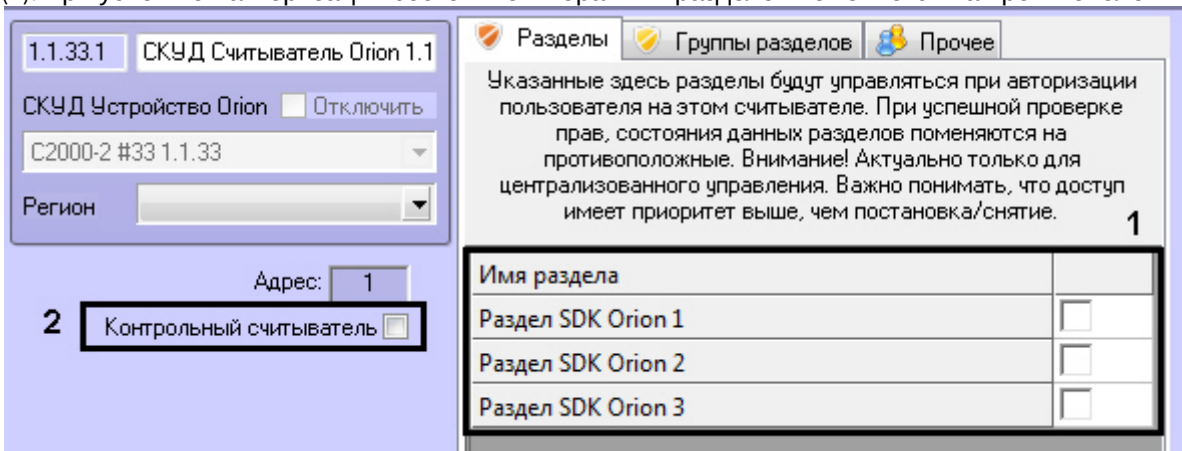 1.1.33.1 СКУД Считыватель Orion 1.1
СКУД Устройство Orion Отключить
С2000-2 #33 1.1.33
Регион
Адрес: 1
2 Контрольный считыватель
Разделы Группы разделов Прочее
Указанные здесь разделы будут управляться при авторизации
пользователя на этом считывателе. При успешной проверке
прав, состояния данных разделов поменяются на
противоположные. Внимание! Актуально только для
централизованного управления. Важно понимать, что доступ
имеет приоритет выше, чем постановка/снятие.
1
Имя раздела
Раздел SDK Orion 1
Раздел SDK Orion 2
Раздел SDK Orion 3